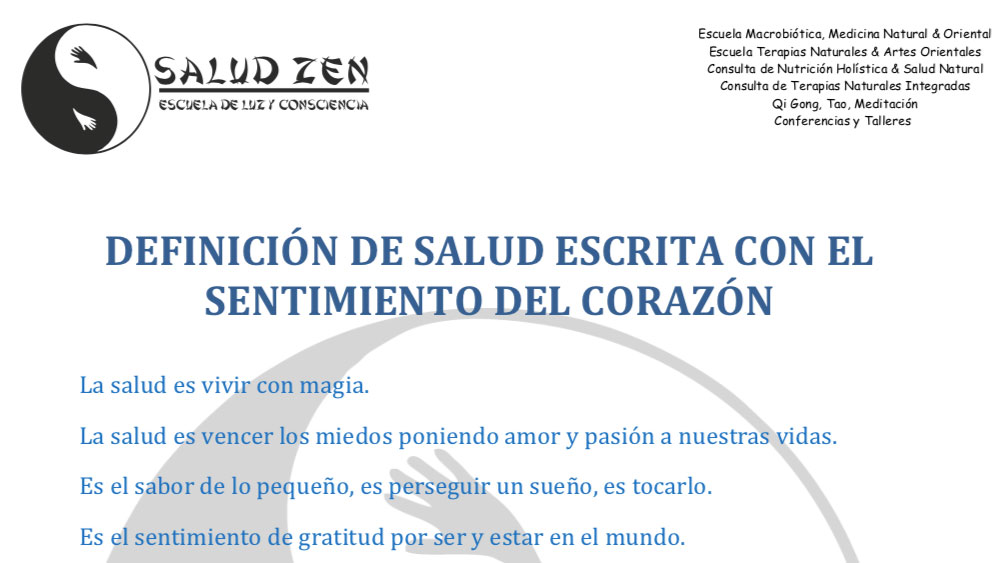 SALUD ZEN
ESCUELA DE LUZ Y CONSCIENCIA
Escuela Macrobiótica, Medicina Natural & Oriental
Escuela Terapias Naturales & Artes Orientales
Consulta de Nutrición Holística & Salud Natural
Consulta de Terapias Naturales Integradas
Qi Gong, Tao, Meditación
Conferencias y Talleres
DEFINICIÓN DE SALUD ESCRITA CON EL
SENTIMIENTO DEL CORAZÓN
La salud es vivir con magia.
La salud es vencer los miedos poniendo amor y pasión a nuestras vidas.
Es el sabor de lo pequeño, es perseguir un sueño, es tocarlo.
Es el sentimiento de gratitud por ser y estar en el mundo.